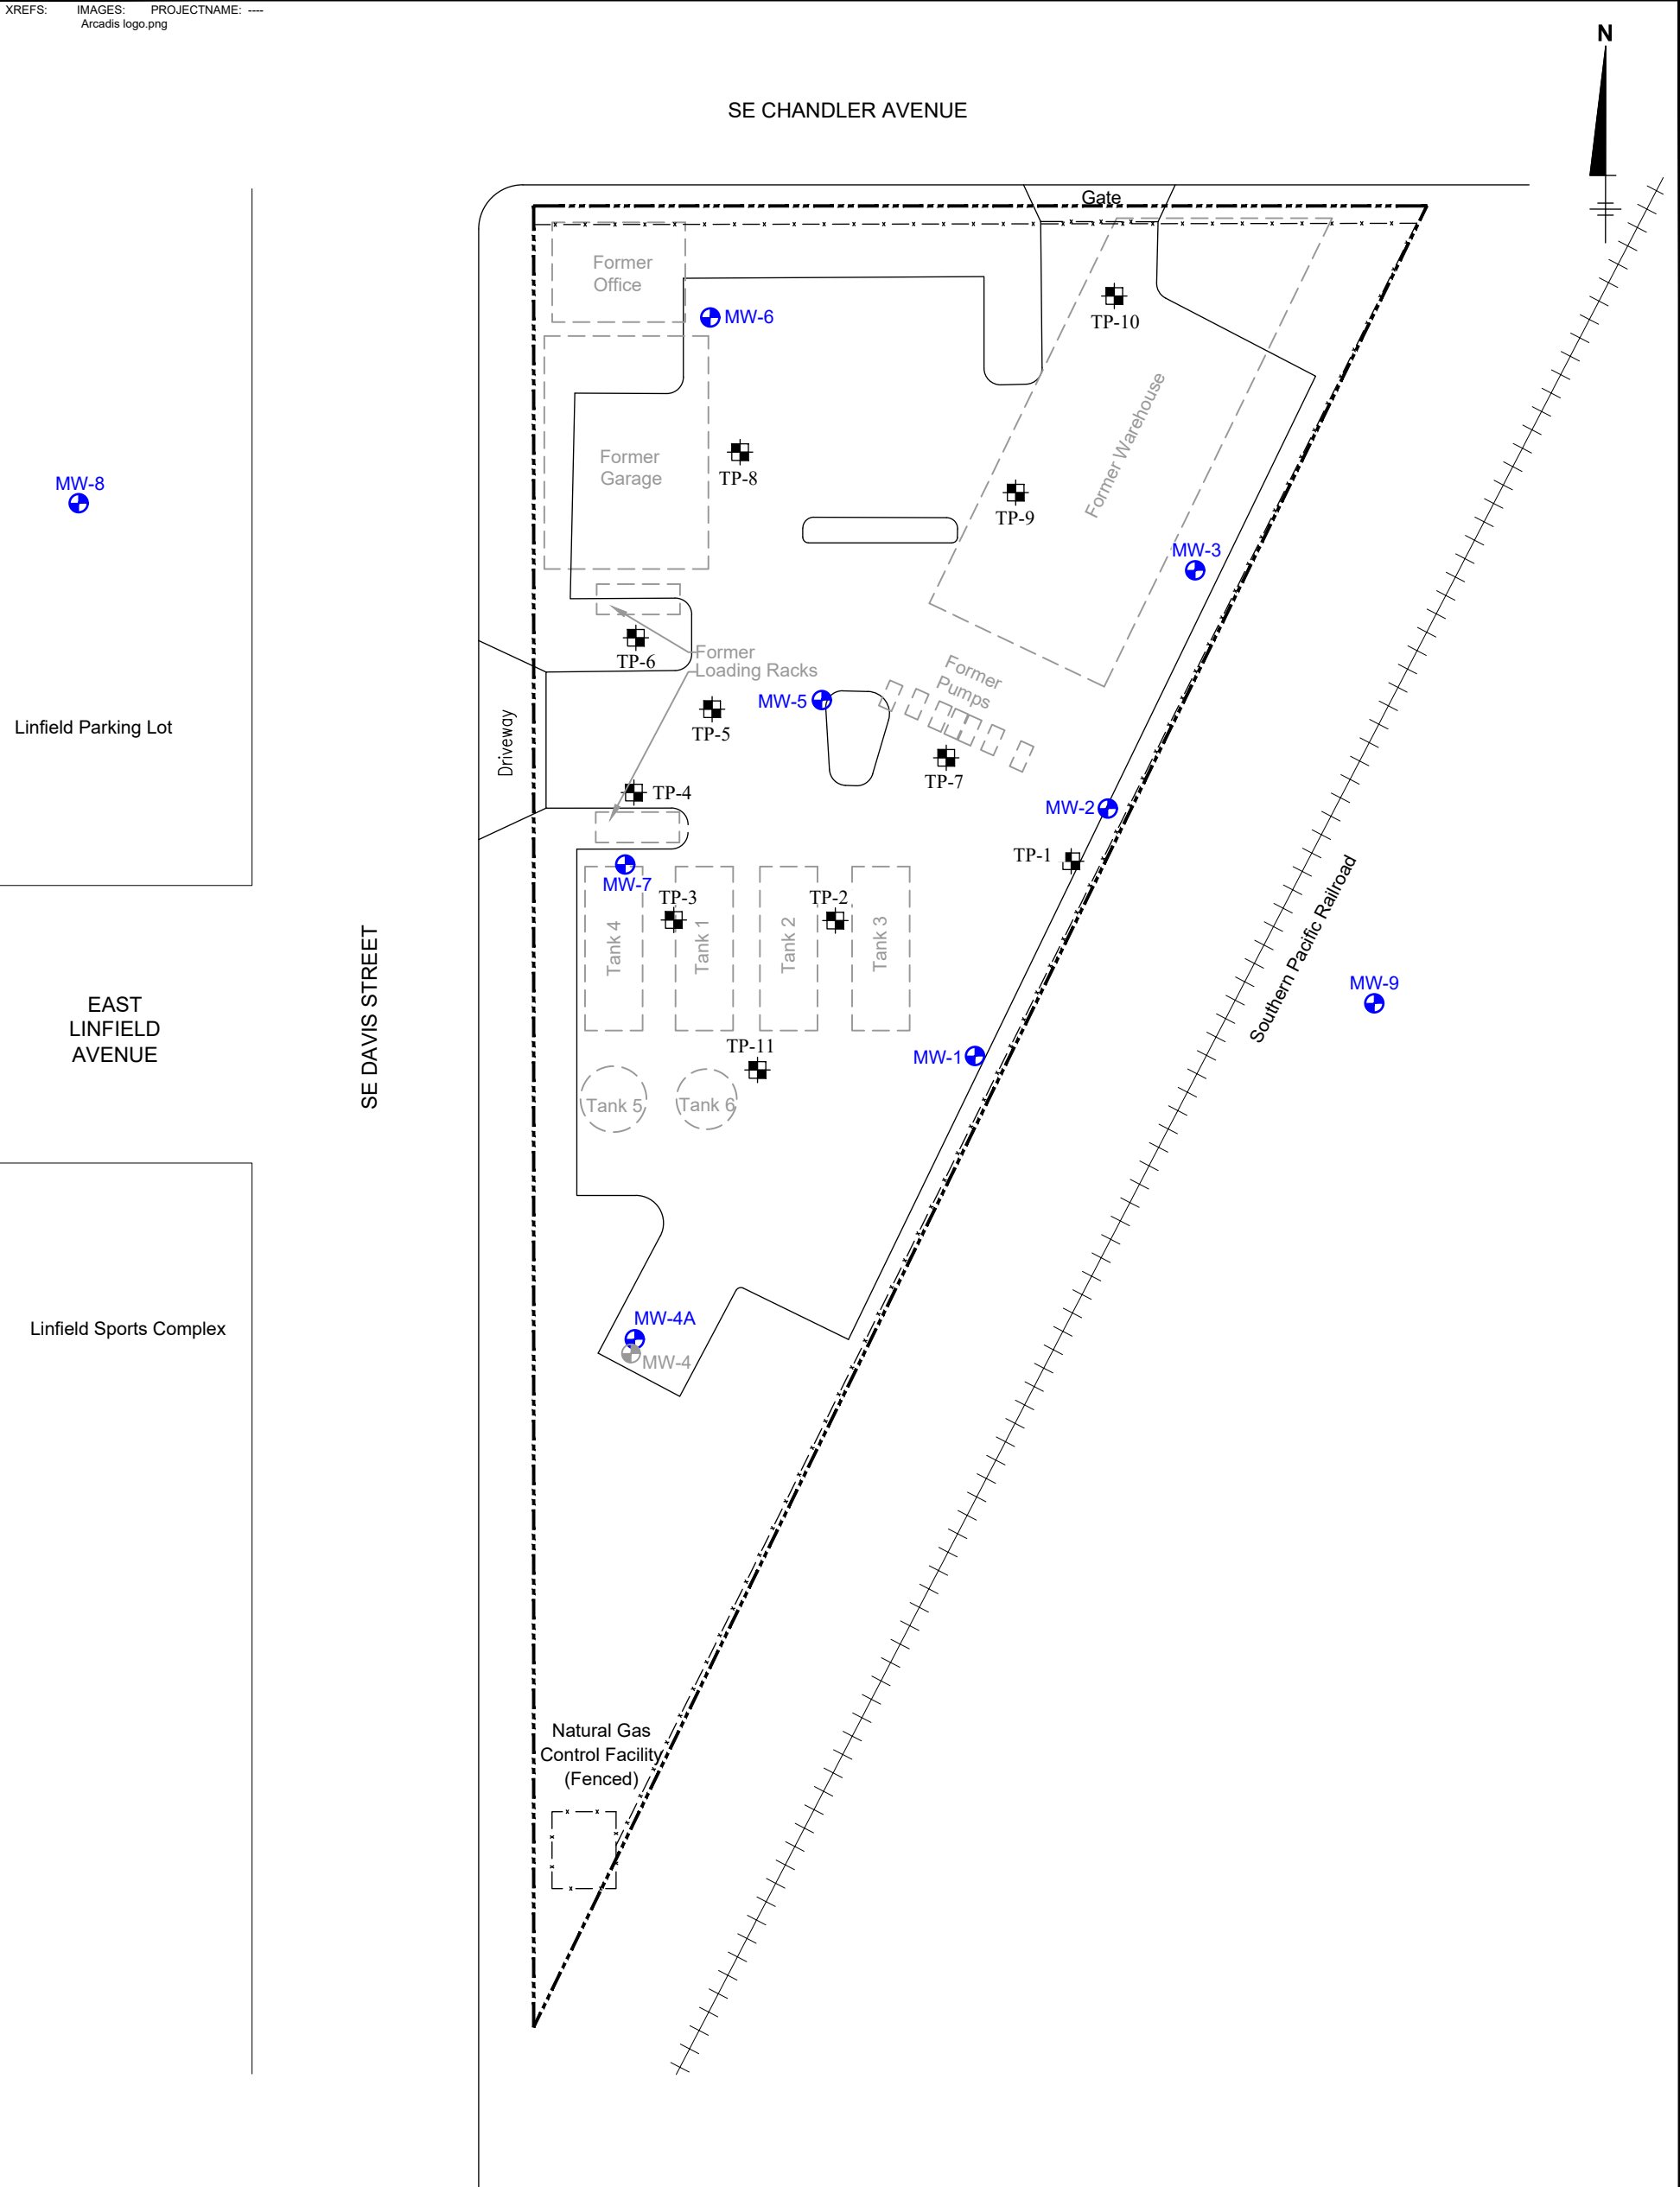 XREFS: IMAGES: PROJECTNAME: ----
Arcadis logo.png
N
SE CHANDLER AVENUE
Gate
Former
Office
MW-6
TP-10
Former Warehouse
Former
Garage
TP-8
MW-8
TP-9
MW-3
TP-6
Former
Loading Racks
Former
Pumps
MW-5
TP-5
Linfield Parking Lot
Driveway
TP-7
TP-4
MW-2
TP-1
MW-7
TP-3
TP-2
Tank 4
Tank 1
Tank 2
Tank 3
Southern Pacific Railroad
MW-9
EAST
LINFIELD
AVENUE
SE DAVIS STREET
TP-11
MW-1
Tank 5
Tank 6
Linfield Sports Complex
MW-4A
MW-4
Natural Gas
Control Facility
(Fenced)